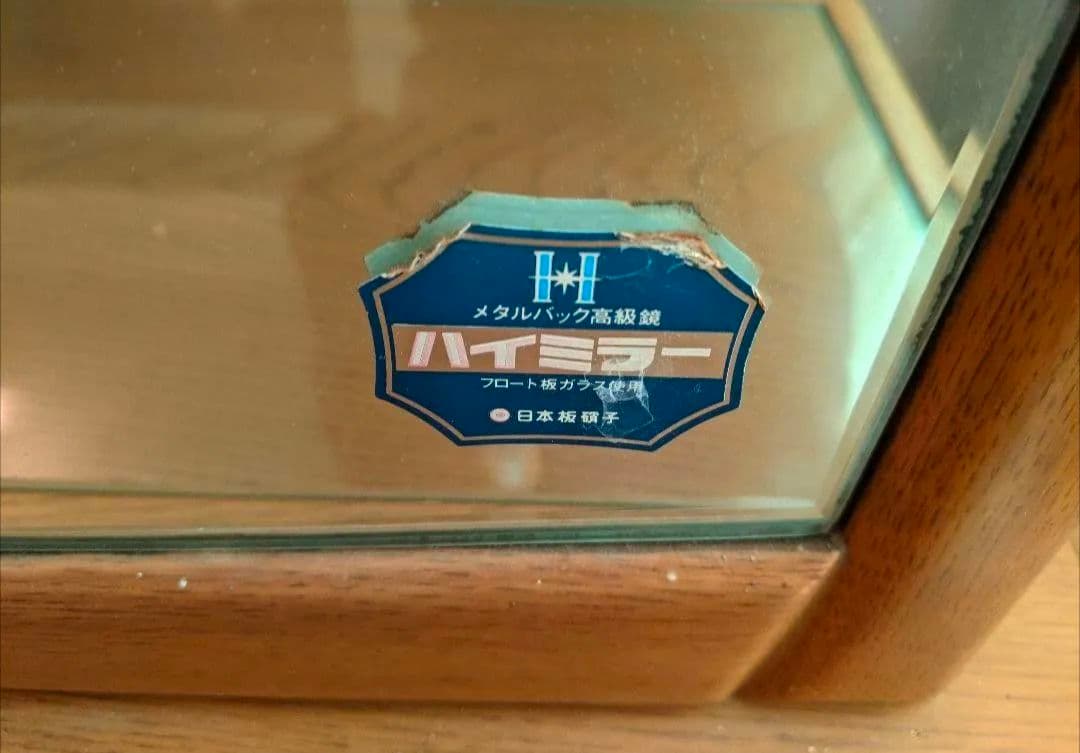 H
メタルバック高級鏡
ハイミラー
フロート板ガラス使用
日本板硝子